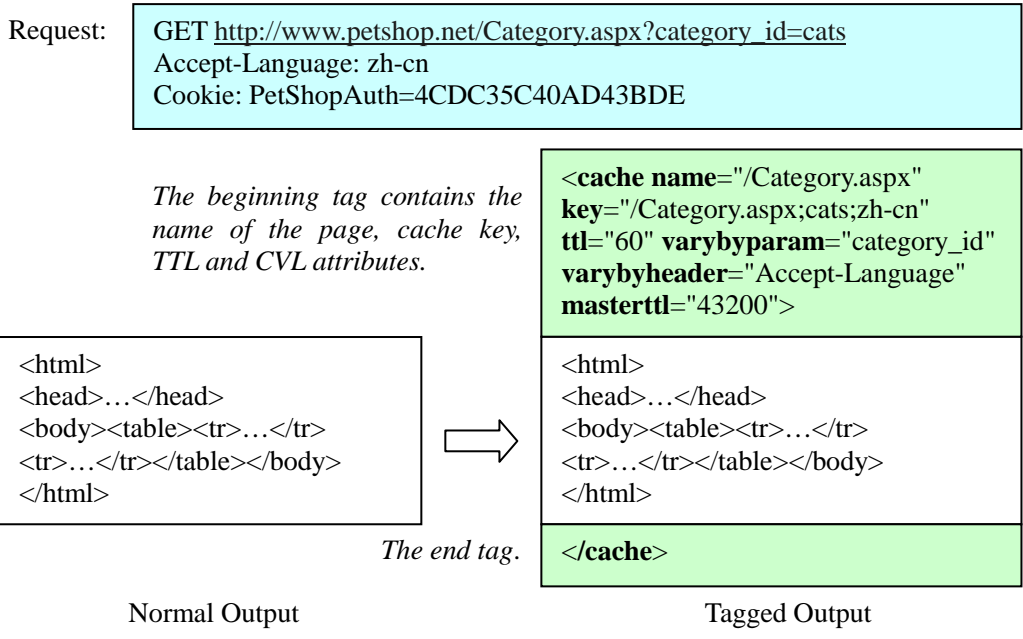 Request:
GET http://www.petshop.net/Category.aspx?category_id=cats
Accept-Language: zh-cn
Cookie: PetShopAuth=4CDC35C40AD43BDE
The beginning tag contains the
name of the page, cache key,
TTL and CVL attributes.
<cache name="/Category.aspx"
key="/Category.aspx;cats;zh-cn"
ttl="60" varybyparam="category_id"
varybyheader="Accept-Language"
masterttl="43200">
<html>
<head>…</head>
<body><table><tr>…</tr>
<tr>…</tr></table></body>
</html>
<html>
<head>…</head>
<body><table><tr>…</tr>
<tr>…</tr></table></body>
</html>
The end tag.
</cache>
Normal Output
Tagged Output